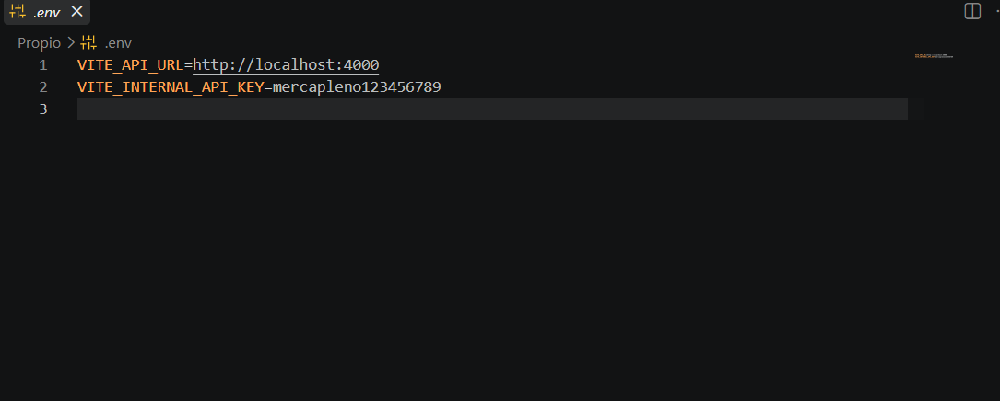 .env
Propio > .env
1 VITE_API_URL=http://localhost:4000
2 VITE_INTERNAL_API_KEY=mercapleno123456789
3